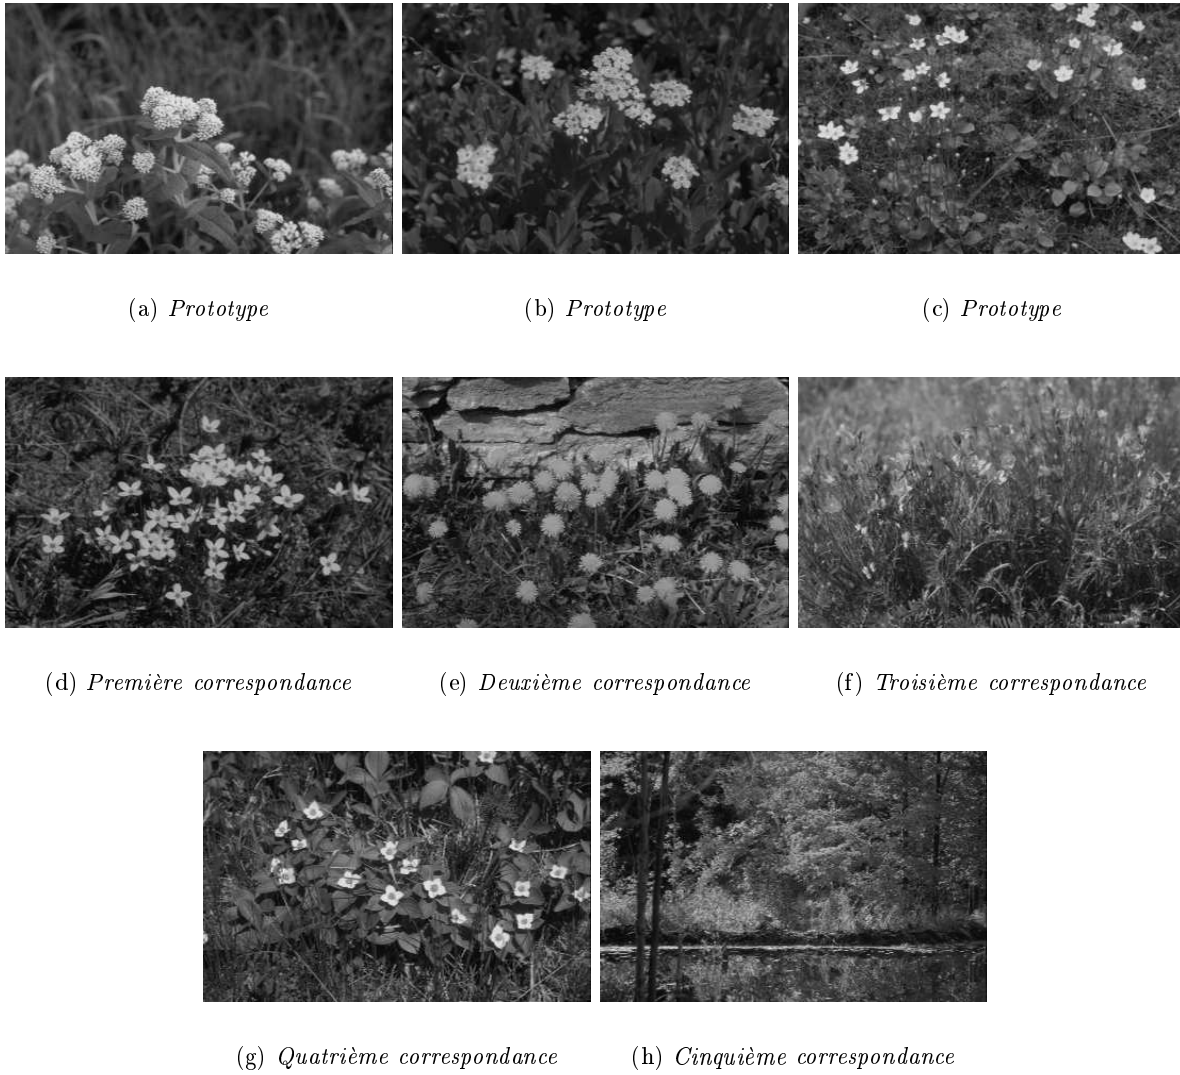 (a) Prototype
(b) Prototype
(c) Prototype
(d) Première correspondance
(e) Deuxième correspondance
(f) Troisième correspondance
(g) Quatrième correspondance
(h) Cinquième correspondance